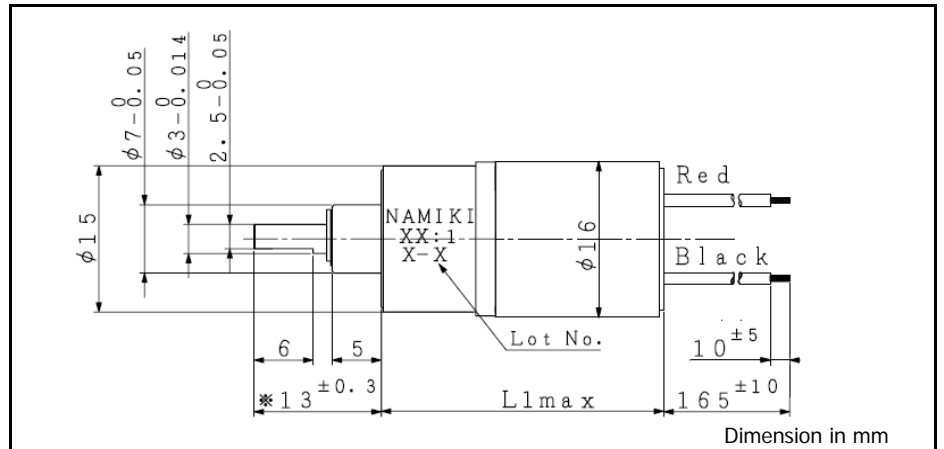 φ7-0/-0.05
φ3-0/-0.014
2.5-0/-0.05
φ15
NAMIKI
XX:1
X-X
φ16
Red
Black
Lot No.
6
5
10±5
※13±0.3
L1max
165±10
Dimension in mm